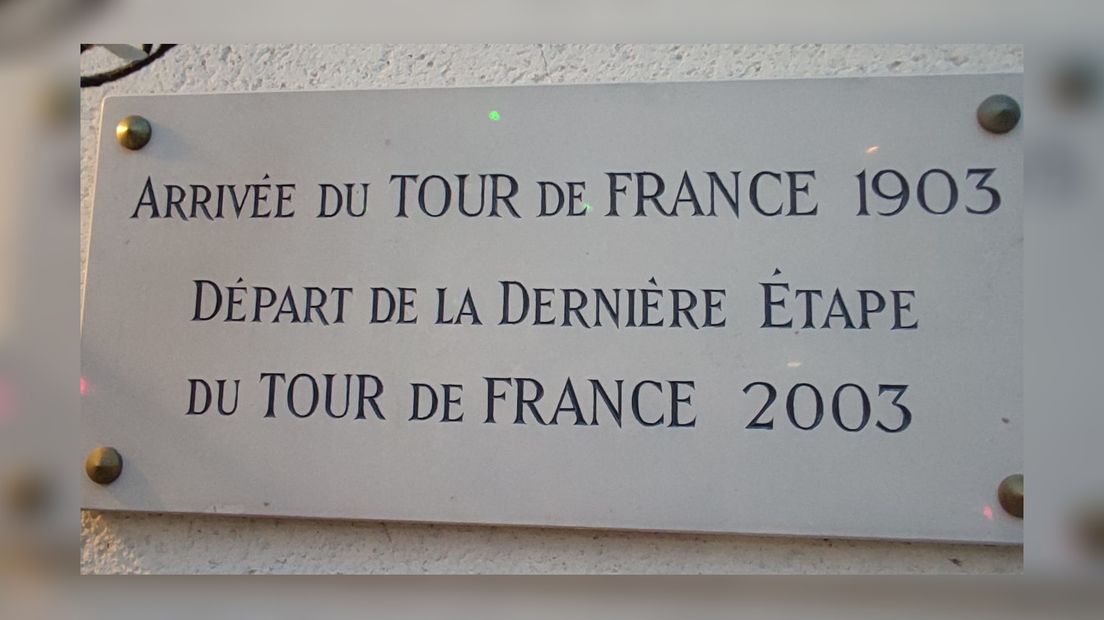 ARRIVÉE DU TOUR DE FRANCE 1903
DÉPART DE LA DERNIÈRE ÉTAPE
DU TOUR DE FRANCE 2003